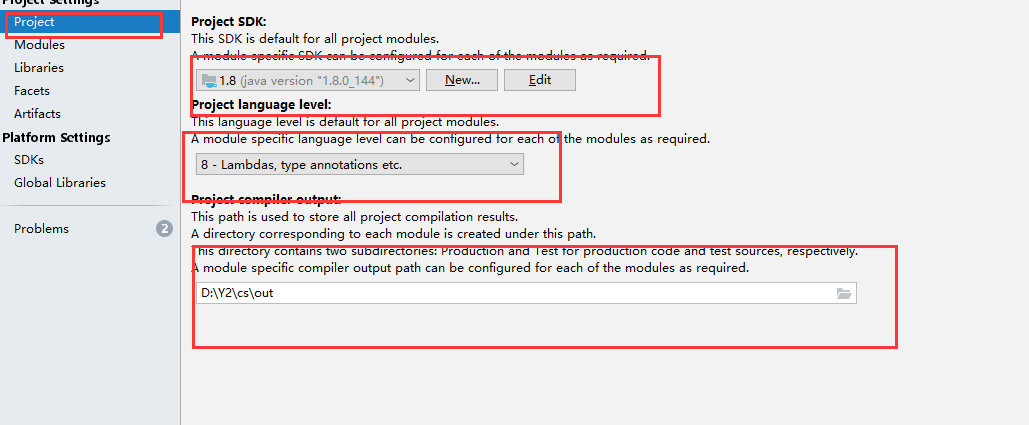 Project Settings
Project
Modules
Libraries
Facets
Artifacts
Platform Settings
SDKs
Global Libraries
Problems 2
Project SDK:
This SDK is default for all project modules.
A module specific SDK can be configured for each of the modules as required.
1.8 (java version "1.8.0_144") New... Edit
Project language level:
This language level is default for all project modules.
A module specific language level can be configured for each of the modules as required.
8 - Lambdas, type annotations etc.
Project compiler output:
This path is used to store all project compilation results.
A directory corresponding to each module is created under this path.
This directory contains two subdirectories: Production and Test for production code and test sources, respectively.
A module specific compiler output path can be configured for each of the modules as required.
D:\Y2\cs\out